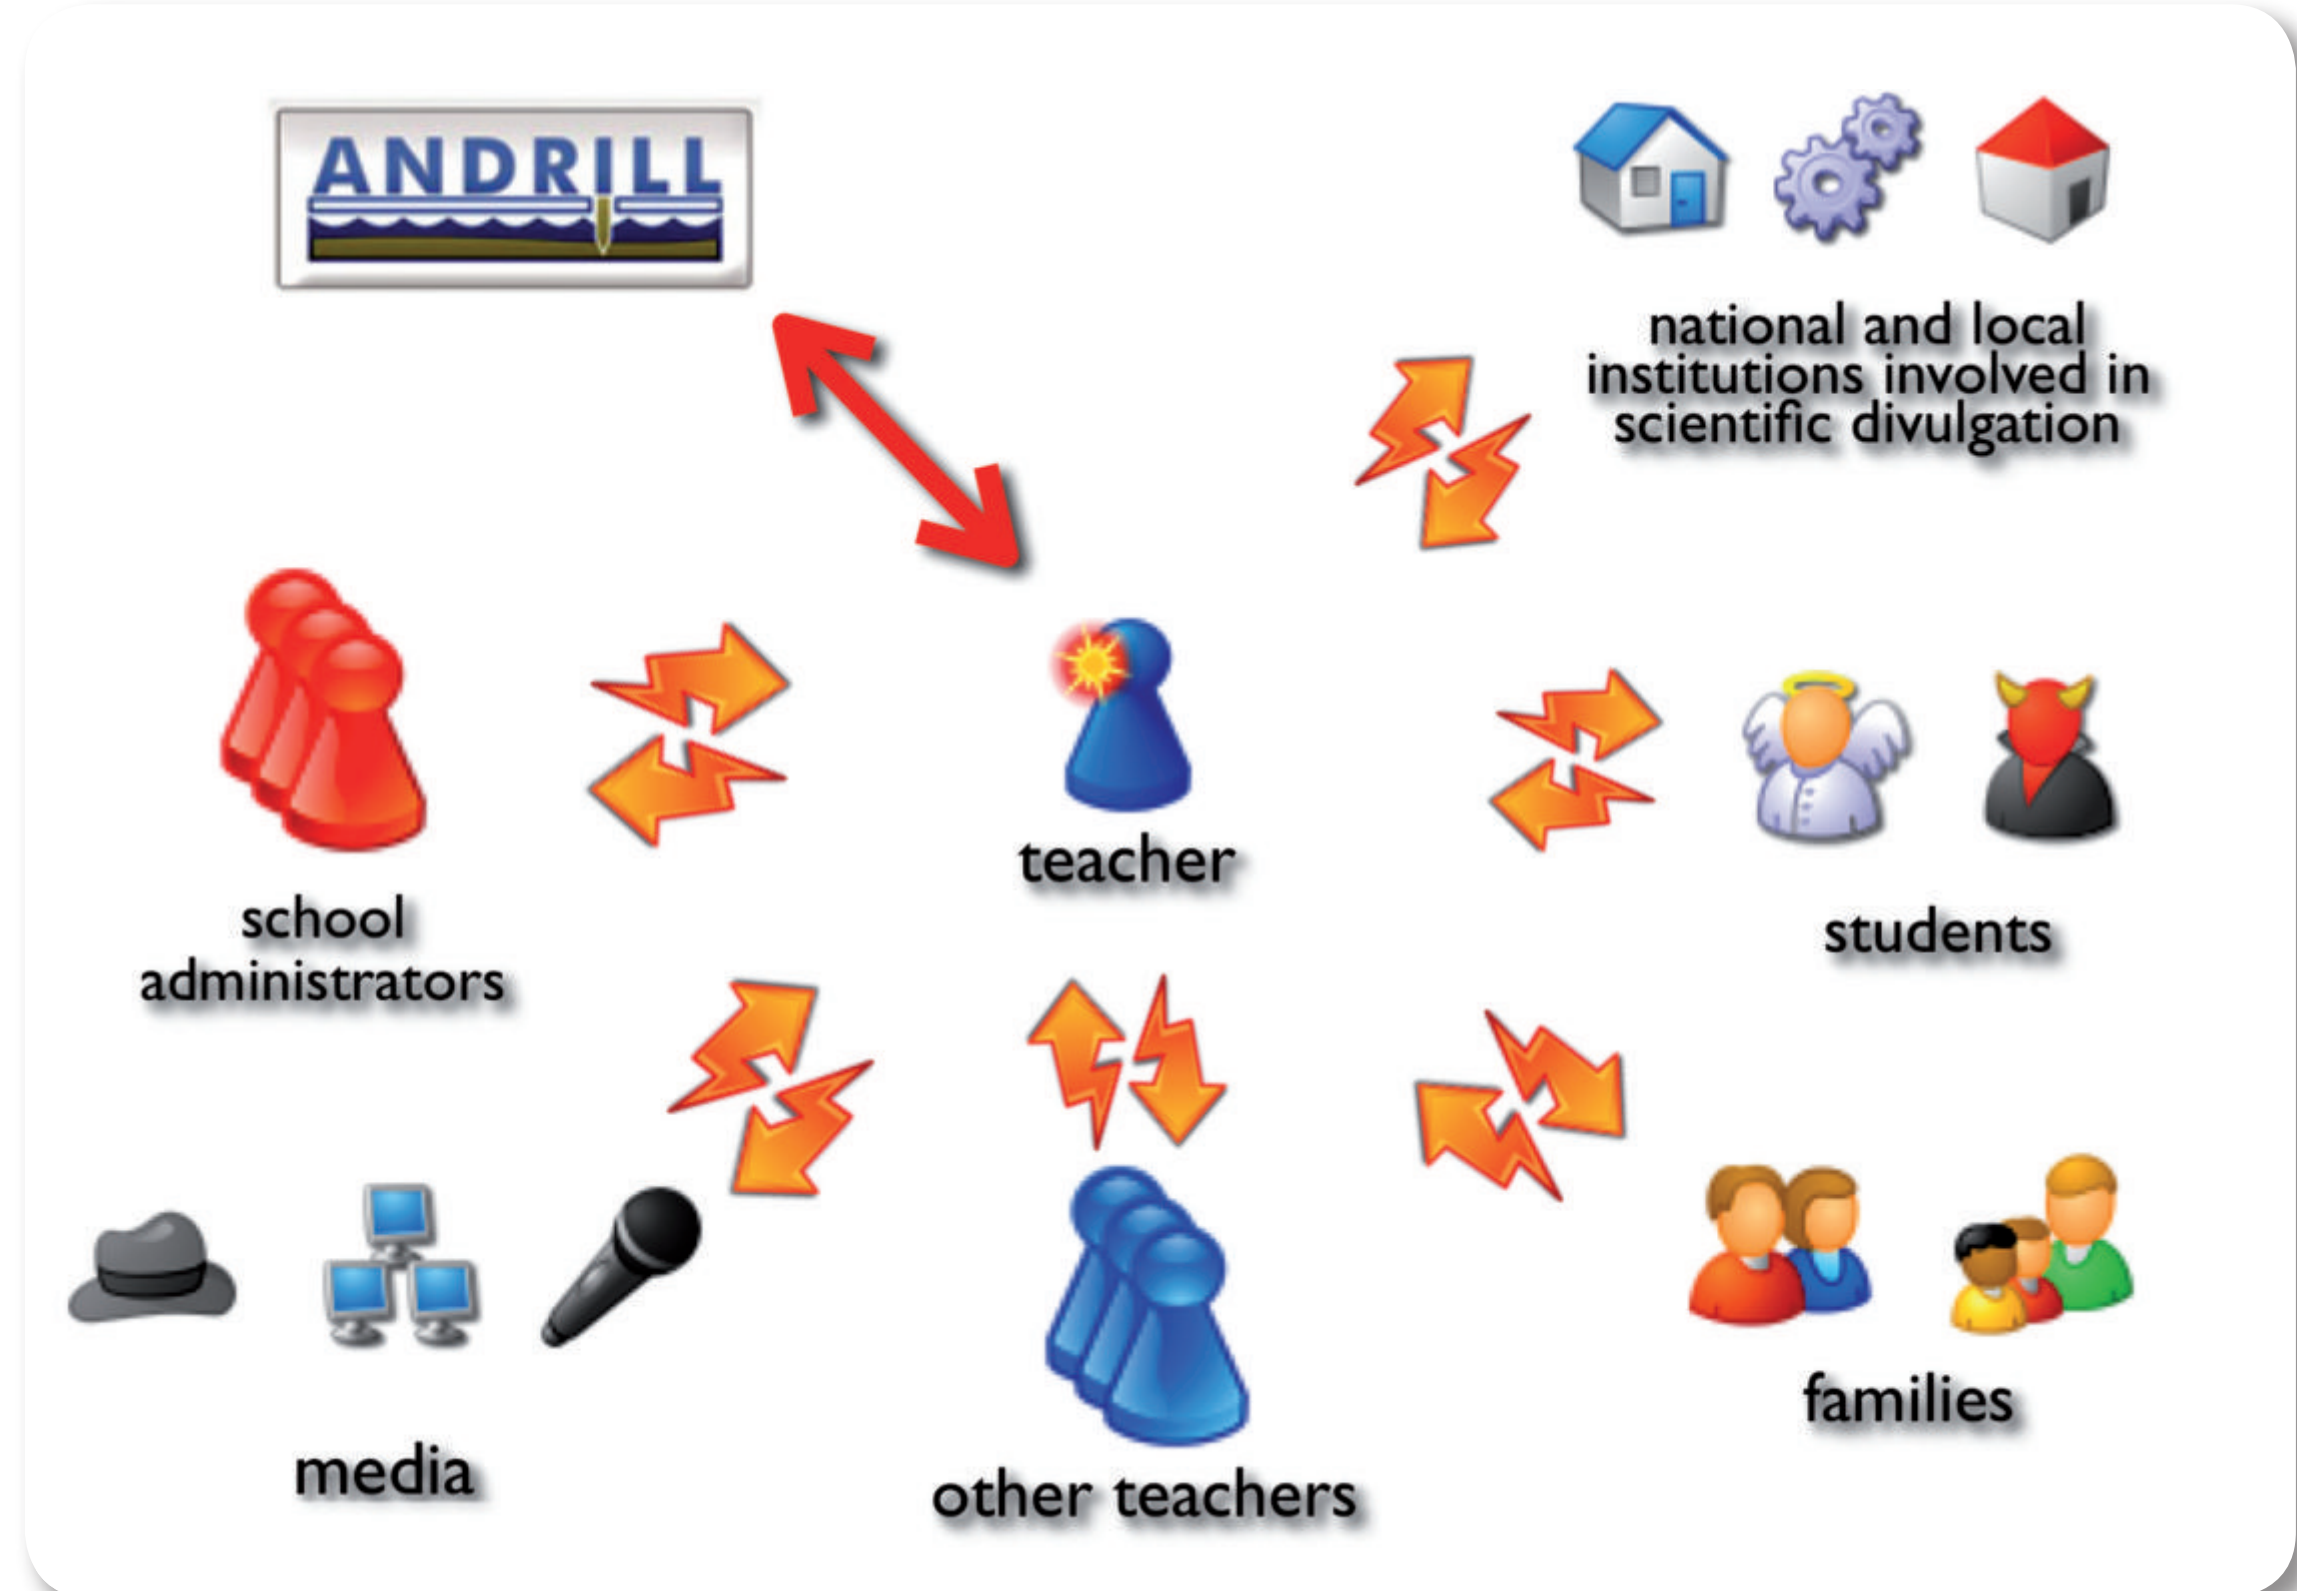 ANDRILL
national and local
institutions involved in
scientific divulgation
teacher
school
administrators
students
media
other teachers
families